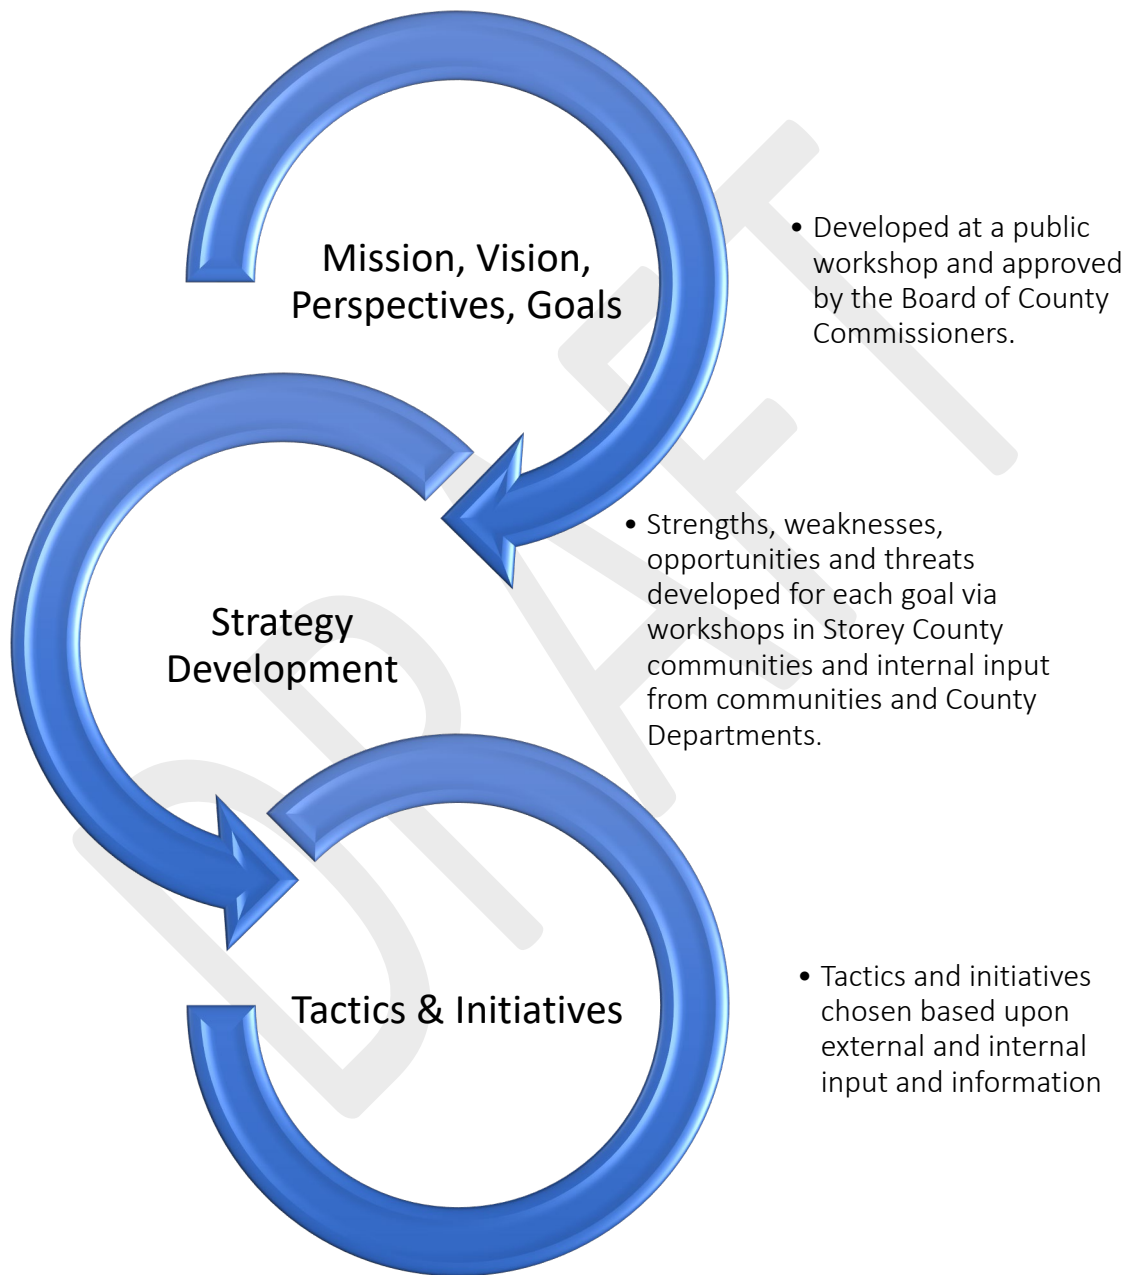 Mission, Vision,
Perspectives, Goals
• Developed at a public
workshop and approved
by the Board of County
Commissioners.
Strategy
Development
• Strengths, weaknesses,
opportunities and threats
developed for each goal via
workshops in Storey County
communities and internal input
from communities and County
Departments.
Tactics & Initiatives
• Tactics and initiatives
chosen based upon
external and internal
input and information
DRAFT